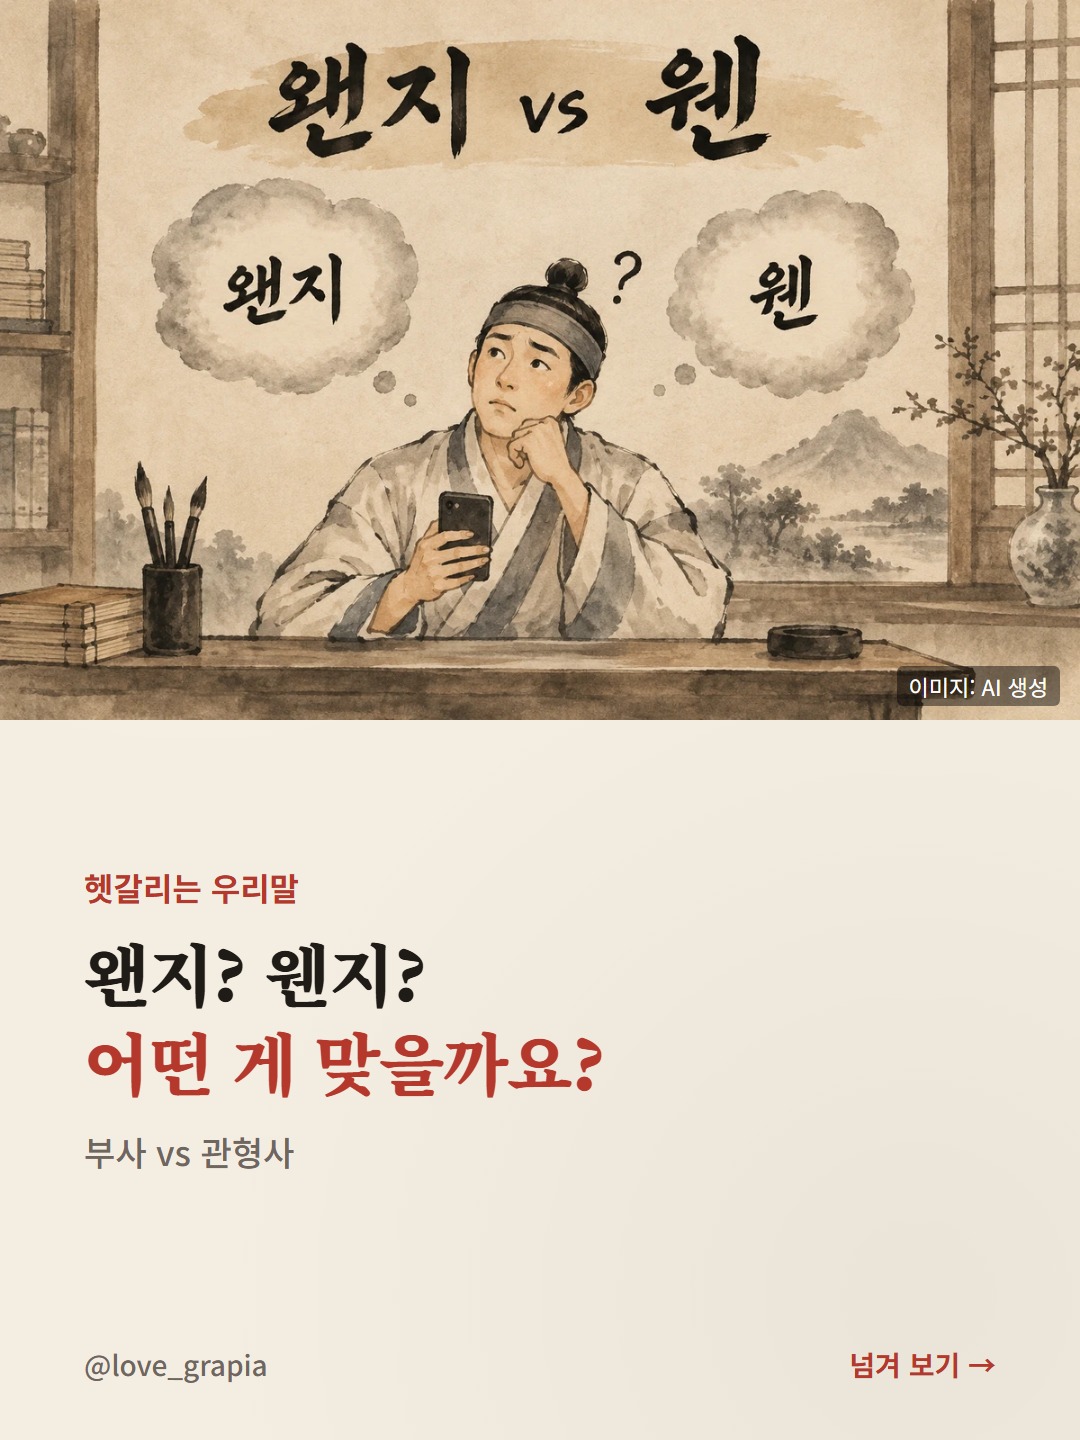 왠지 vs 웬
왠지
?
웬
이미지: AI 생성
헷갈리는 우리말
왠지? 웬지?
어떤 게 맞을까요?
부사 vs 관형사
@love_grapia
넘겨 보기 →